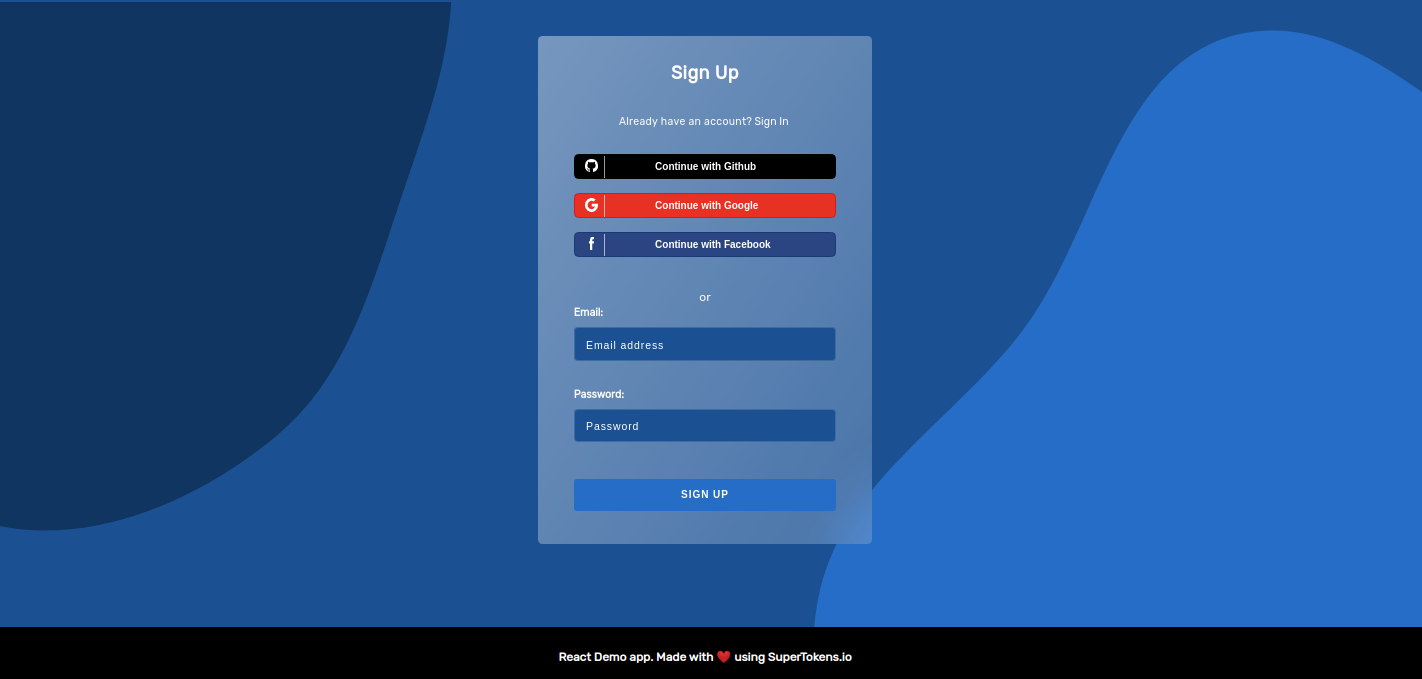 Sign Up
Already have an account? Sign In
Continue with Github
Continue with Google
Continue with Facebook
or
Email:
Email address
Password:
Password
SIGN UP
React Demo app. Made with ❤️ using SuperTokens.io